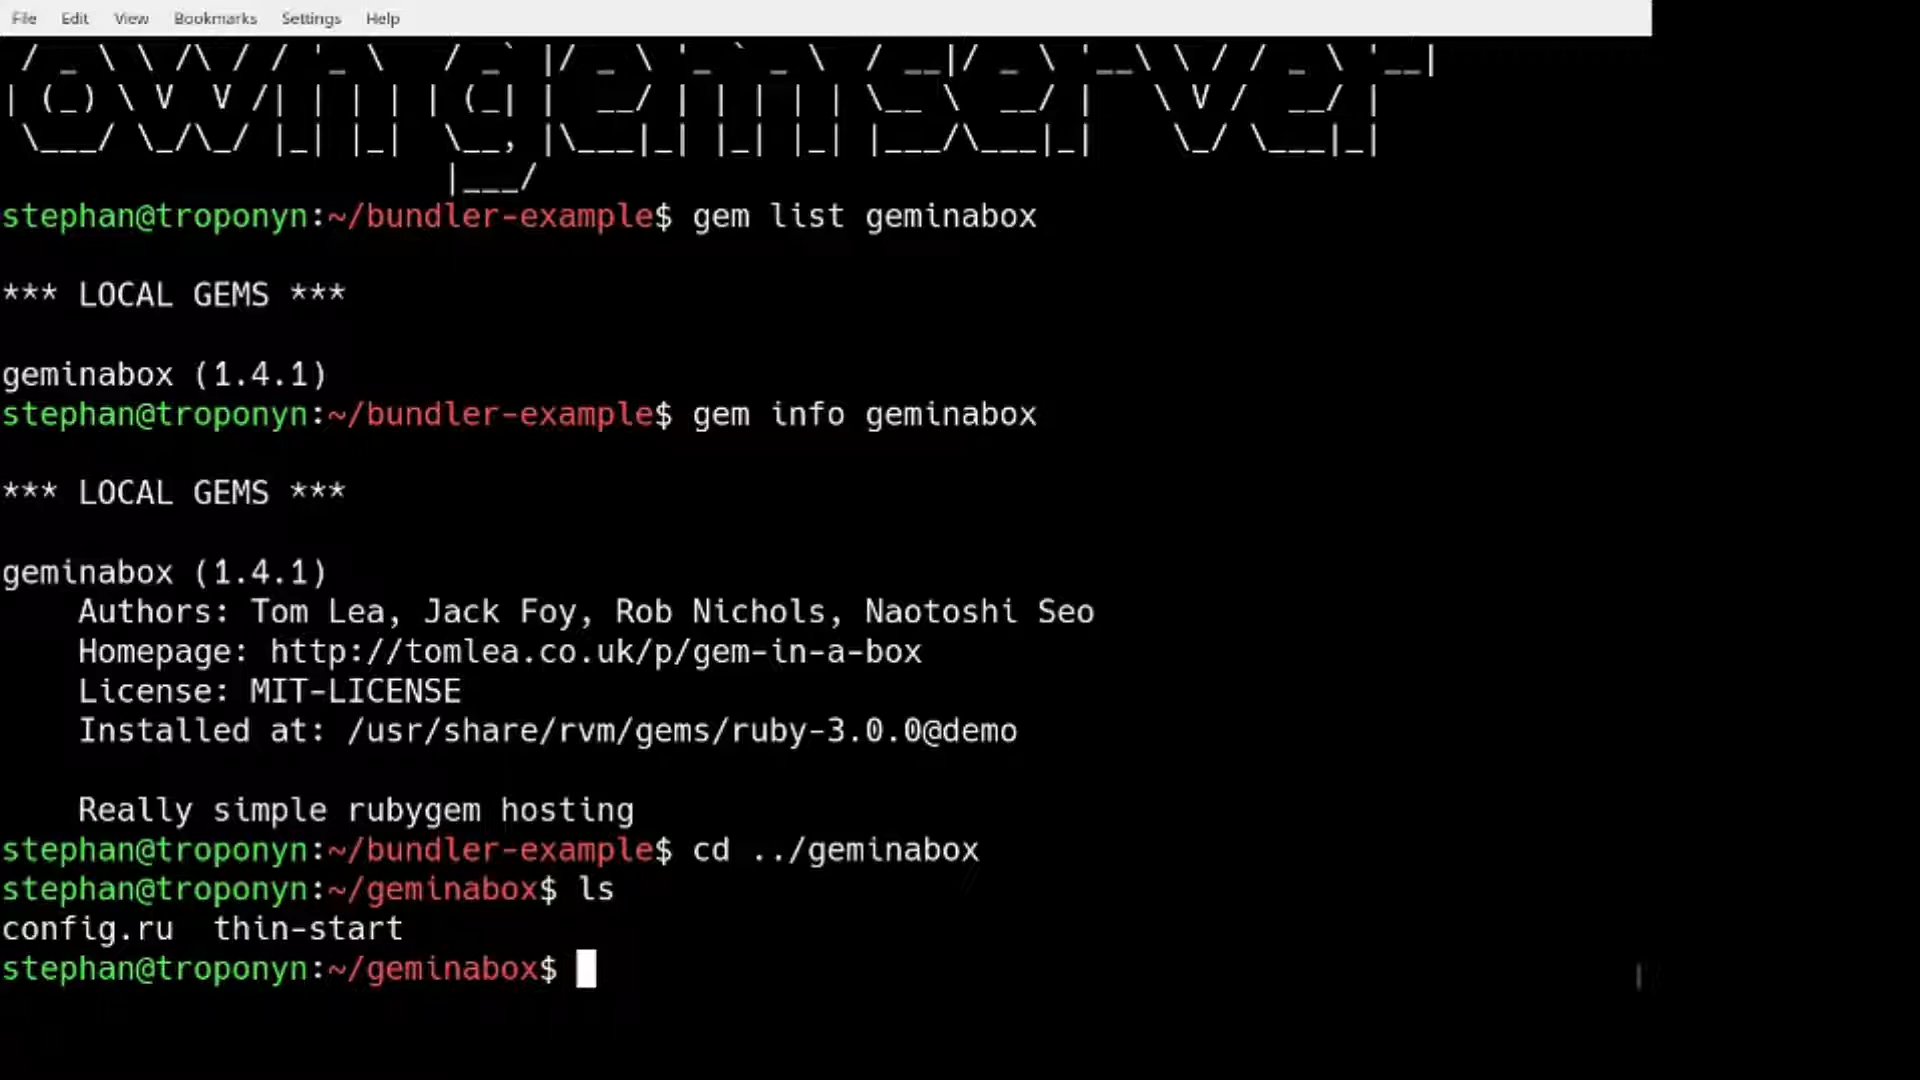 File Edit View Bookmarks Settings Help
own gem server
stephan@troponyn:~/bundler-example$ gem list geminabox
*** LOCAL GEMS ***
geminabox (1.4.1)
stephan@troponyn:~/bundler-example$ gem info geminabox
*** LOCAL GEMS ***
geminabox (1.4.1)
Authors: Tom Lea, Jack Foy, Rob Nichols, Naotoshi Seo
Homepage: http://tomlea.co.uk/p/gem-in-a-box
License: MIT-LICENSE
Installed at: /usr/share/rvm/gems/ruby-3.0.0@demo
Really simple rubygem hosting
stephan@troponyn:~/bundler-example$ cd ../geminabox
stephan@troponyn:~/geminabox$ ls
config.ru thin-start
stephan@troponyn:~/geminabox$